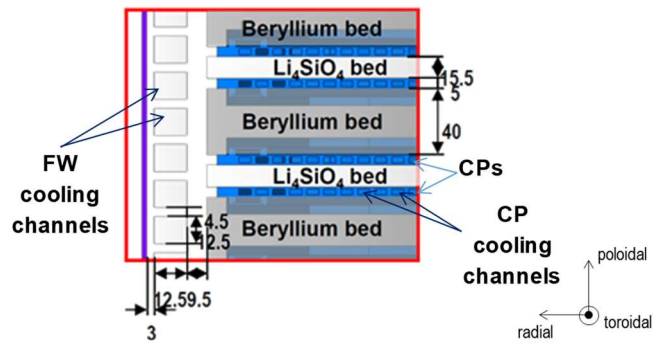 Beryllium bed
CP
Li₄SiO₄ bed
15.5
5
Beryllium bed
40
FW
cooling
channels
CPs
Li₄SiO₄ bed
CP
cooling
channels
4.5
Beryllium bed
12.5
poloidal
12.5 9.5
toroidal
radial
3